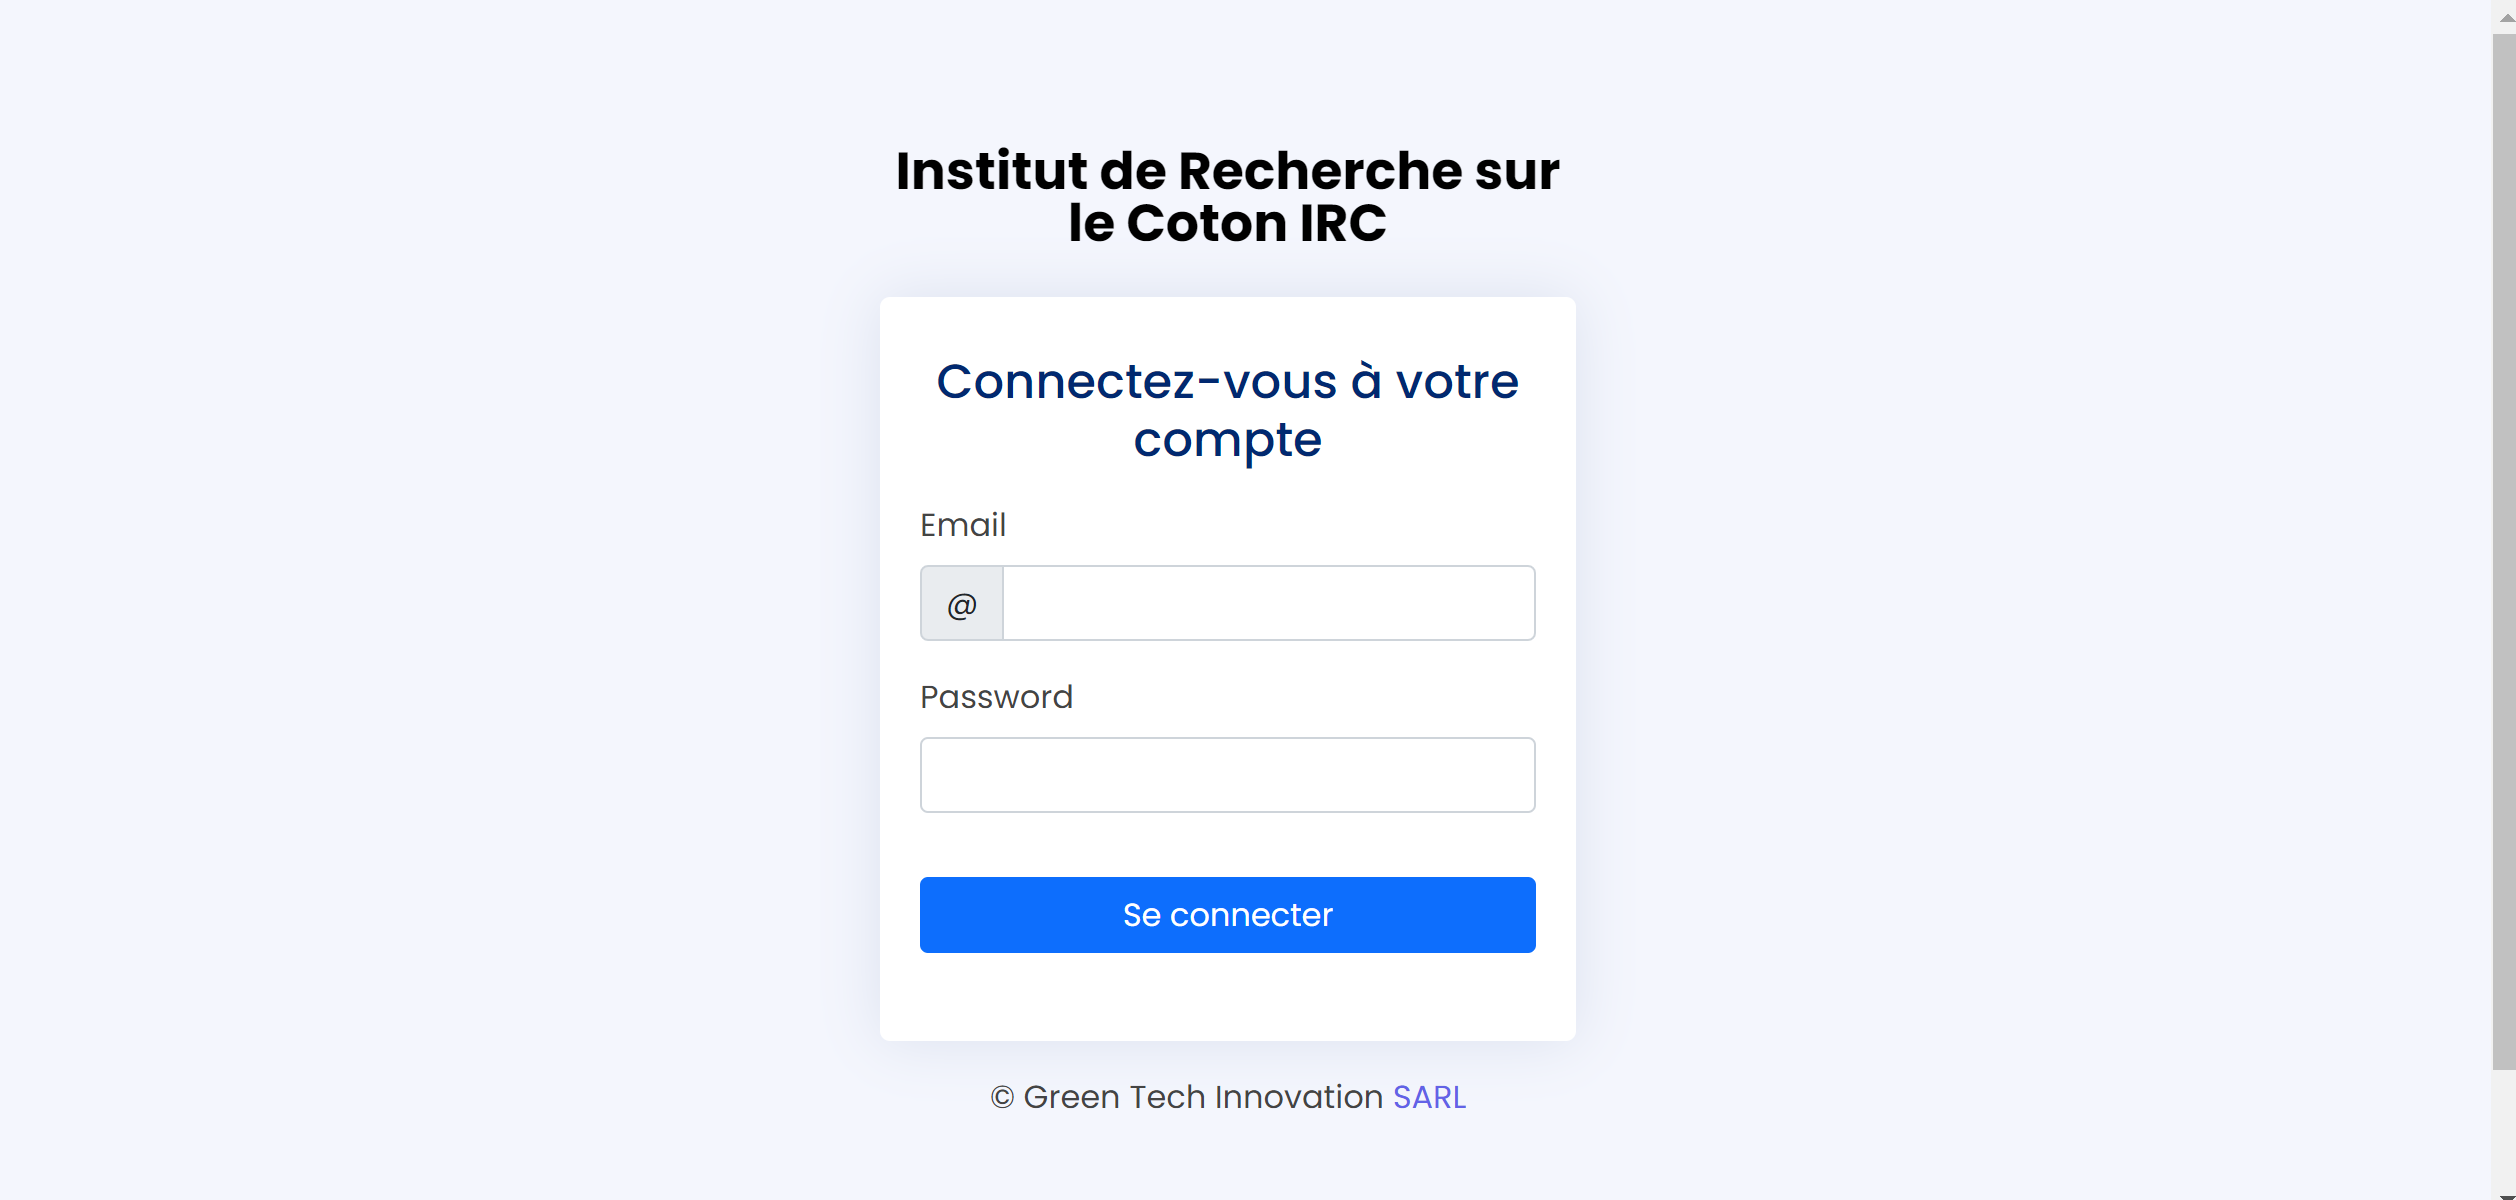 Institut de Recherche sur
le Coton IRC
Connectez-vous à votre
compte
Email
@
Password
Se connecter
© Green Tech Innovation SARL